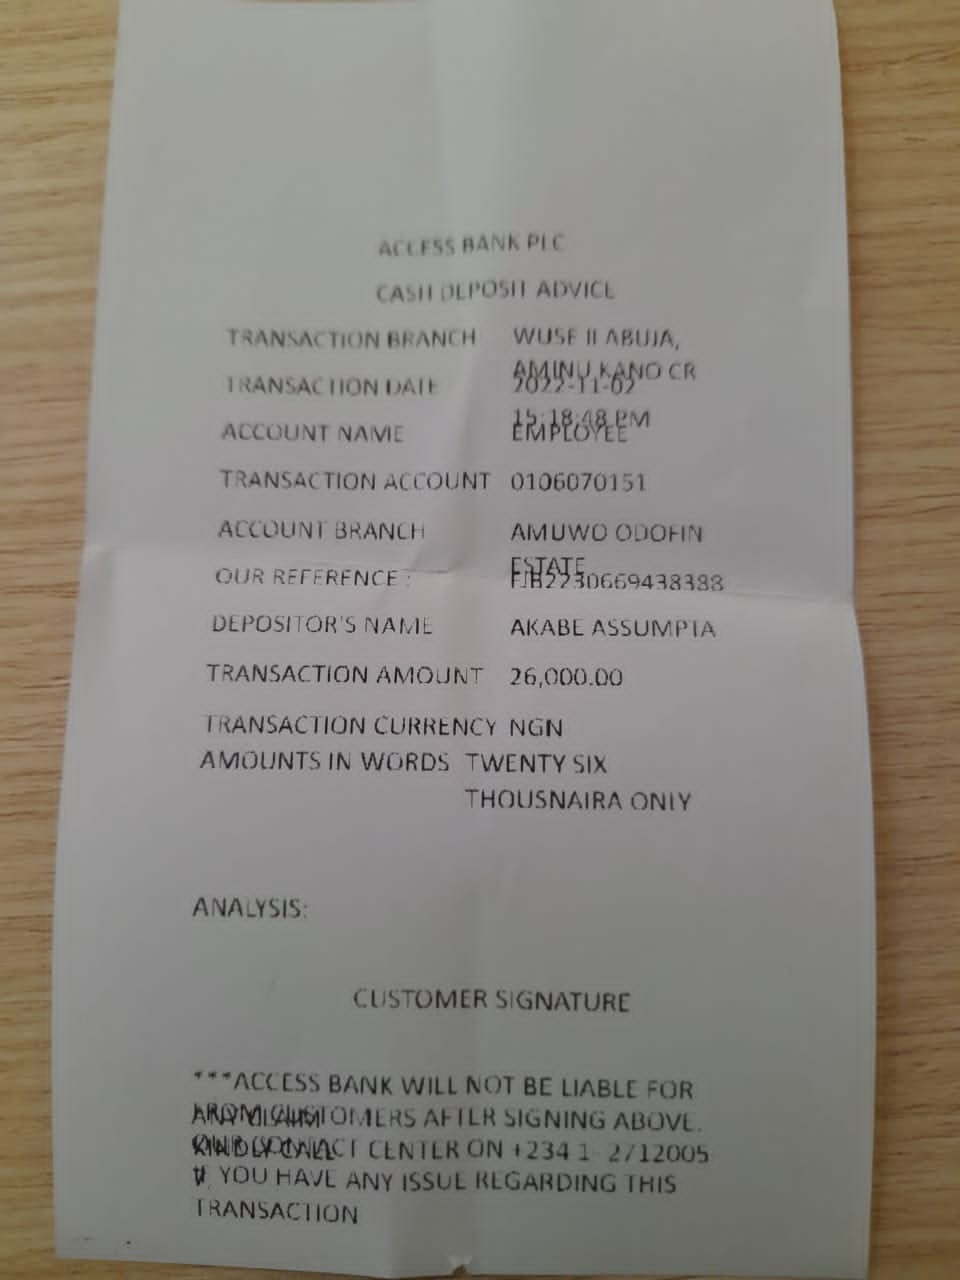 ACCESS BANK PLC
CASH DEPOSIT ADVICE
TRANSACTION BRANCH WUSE II ABUJA,
AMINU KANO CR
TRANSACTION DATE 2022-11-02
15:18:48 PM
ACCOUNT NAME EMPLOYEE
TRANSACTION ACCOUNT 0106070151
ACCOUNT BRANCH AMUWO ODOFIN
ESTATE
OUR REFERENCE : FJB2230669438388
DEPOSITOR'S NAME AKABE ASSUMPTA
TRANSACTION AMOUNT 26,000.00
TRANSACTION CURRENCY NGN
AMOUNTS IN WORDS TWENTY SIX
THOUSNAIRA ONLY
ANALYSIS:
CUSTOMER SIGNATURE
***ACCESS BANK WILL NOT BE LIABLE FOR
ANY CLAIM
FROM CUSTOMERS AFTER SIGNING ABOVE.
KINDLY CALL
OUR CONTACT CENTER ON +234 1- 2712005
IF YOU HAVE ANY ISSUE REGARDING THIS
TRANSACTION